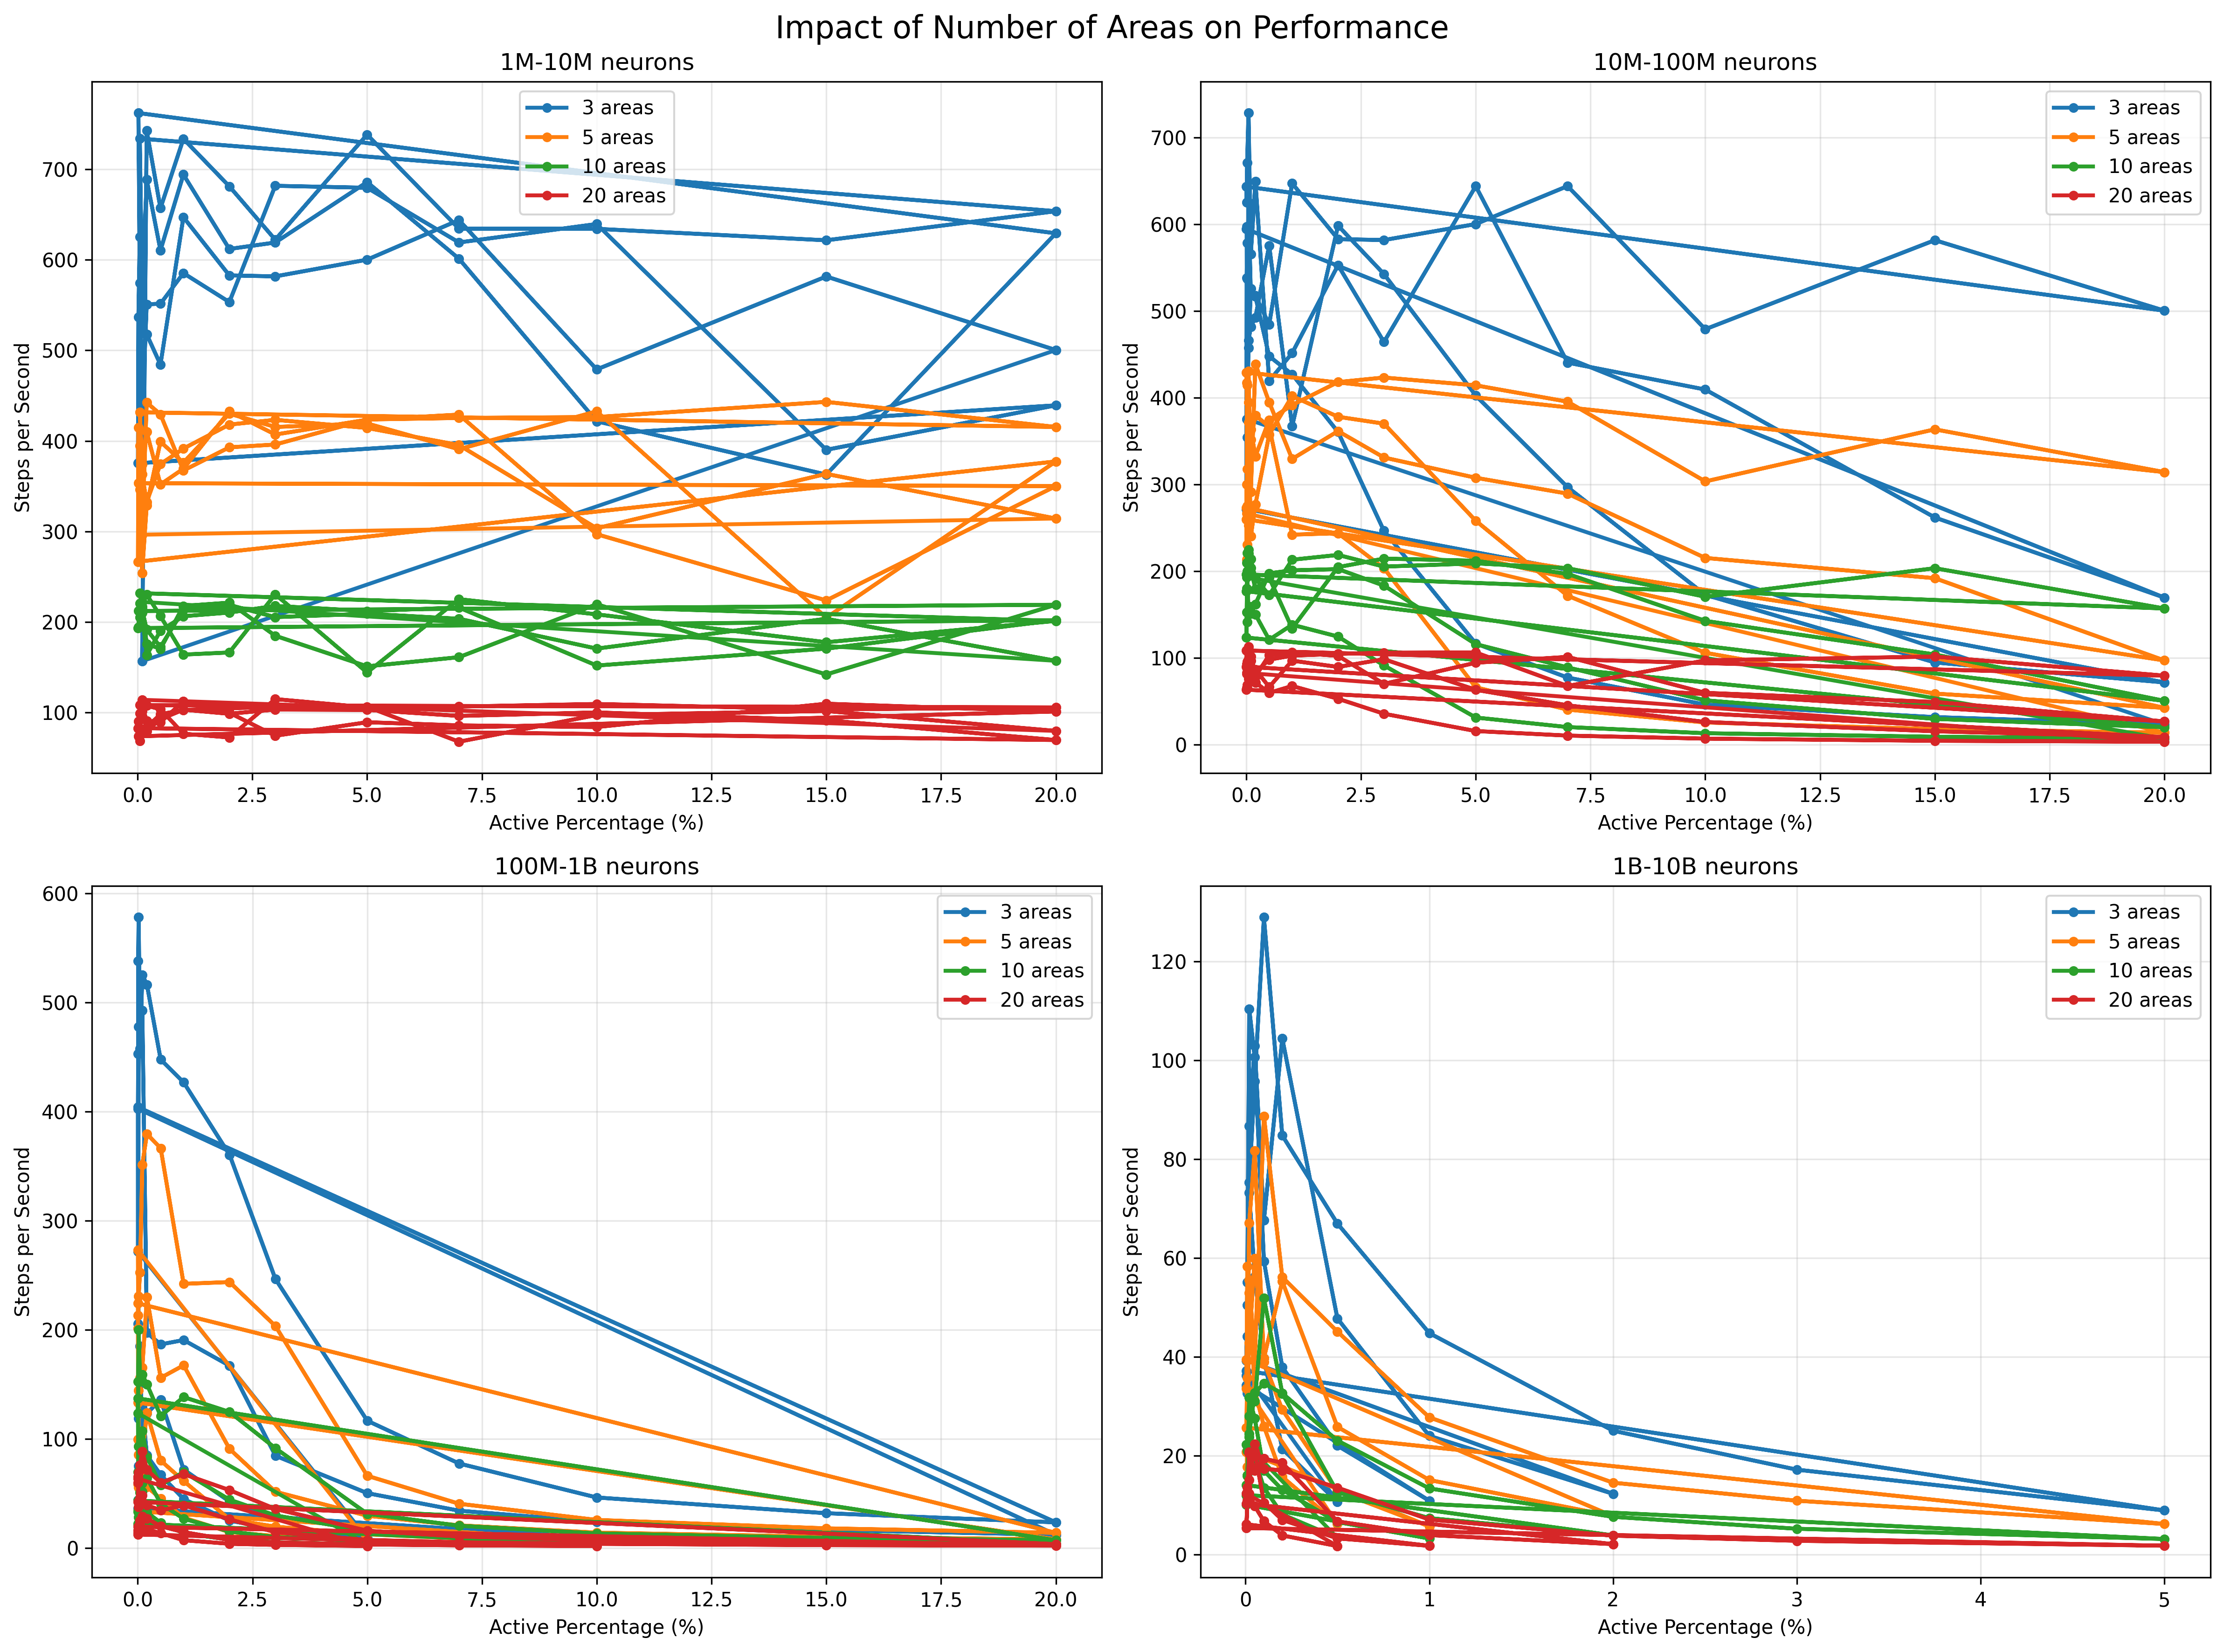 Impact of Number of Areas on Performance
1M-10M neurons
Steps per Second
700
600
500
400
300
200
100
0.0 2.5 5.0 7.5 10.0 12.5 15.0 17.5 20.0
Active Percentage (%)
3 areas
5 areas
10 areas
20 areas
10M-100M neurons
Steps per Second
700
600
500
400
300
200
100
0
0.0 2.5 5.0 7.5 10.0 12.5 15.0 17.5 20.0
Active Percentage (%)
3 areas
5 areas
10 areas
20 areas
100M-1B neurons
Steps per Second
600
500
400
300
200
100
0
0.0 2.5 5.0 7.5 10.0 12.5 15.0 17.5 20.0
Active Percentage (%)
3 areas
5 areas
10 areas
20 areas
1B-10B neurons
Steps per Second
120
100
80
60
40
20
0
0 1 2 3 4 5
Active Percentage (%)
3 areas
5 areas
10 areas
20 areas